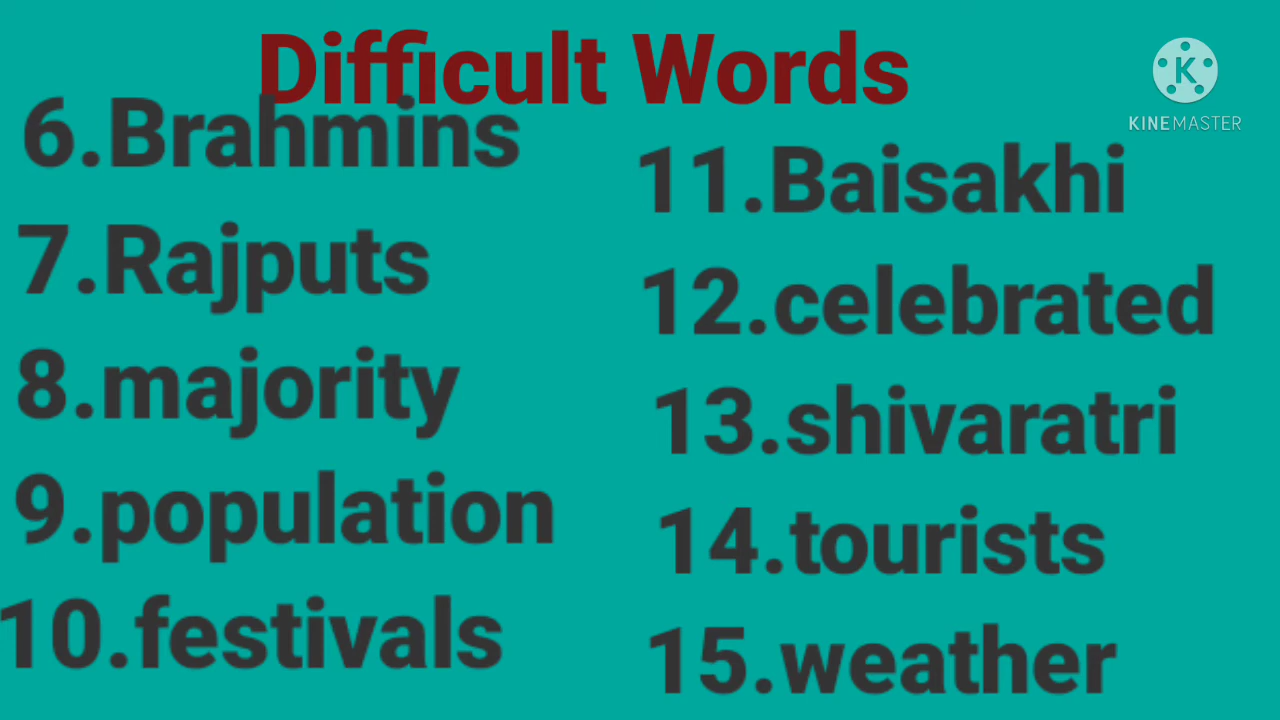 Difficult Words
6.Brahmins
7.Rajputs
8.majority
9.population
10.festivals
11.Baisakhi
12.celebrated
13.shivaratri
14.tourists
15.weather
K
KINEMASTER